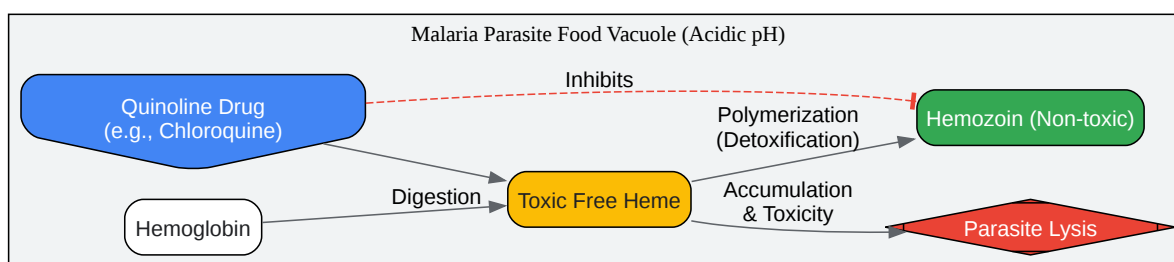 Malaria Parasite Food Vacuole (Acidic pH)
Inhibits
Quinoline Drug
(e.g., Chloroquine)
Polymerization
(Detoxification)
Hemozoin (Non-toxic)
Digestion
Toxic Free Heme
Accumulation
& Toxicity
Hemoglobin
Parasite Lysis